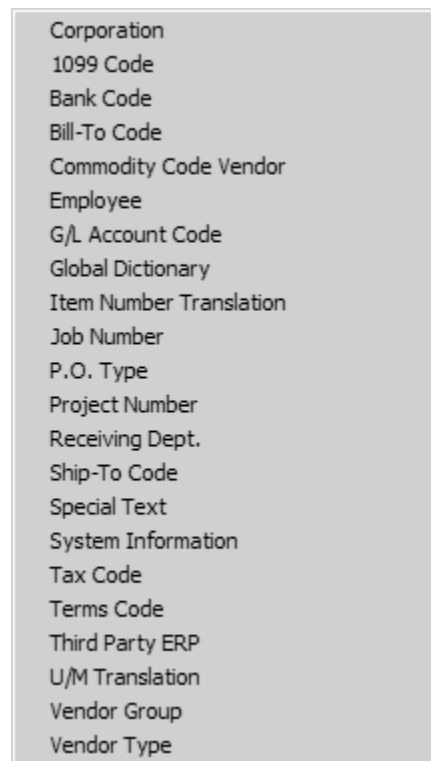 Corporation
1099 Code
Bank Code
Bill-To Code
Commodity Code Vendor
Employee
G/L Account Code
Global Dictionary
Item Number Translation
Job Number
P.O. Type
Project Number
Receiving Dept.
Ship-To Code
Special Text
System Information
Tax Code
Terms Code
Third Party ERP
U/M Translation
Vendor Group
Vendor Type